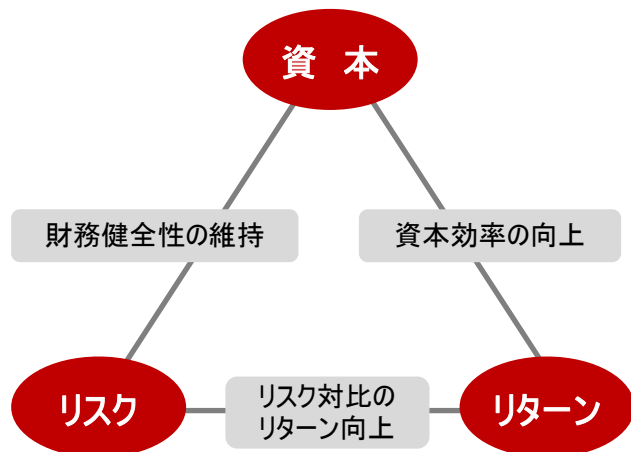 資 本
財務健全性の維持
資本効率の向上
リスク
リスク対比の
リターン向上
リターン